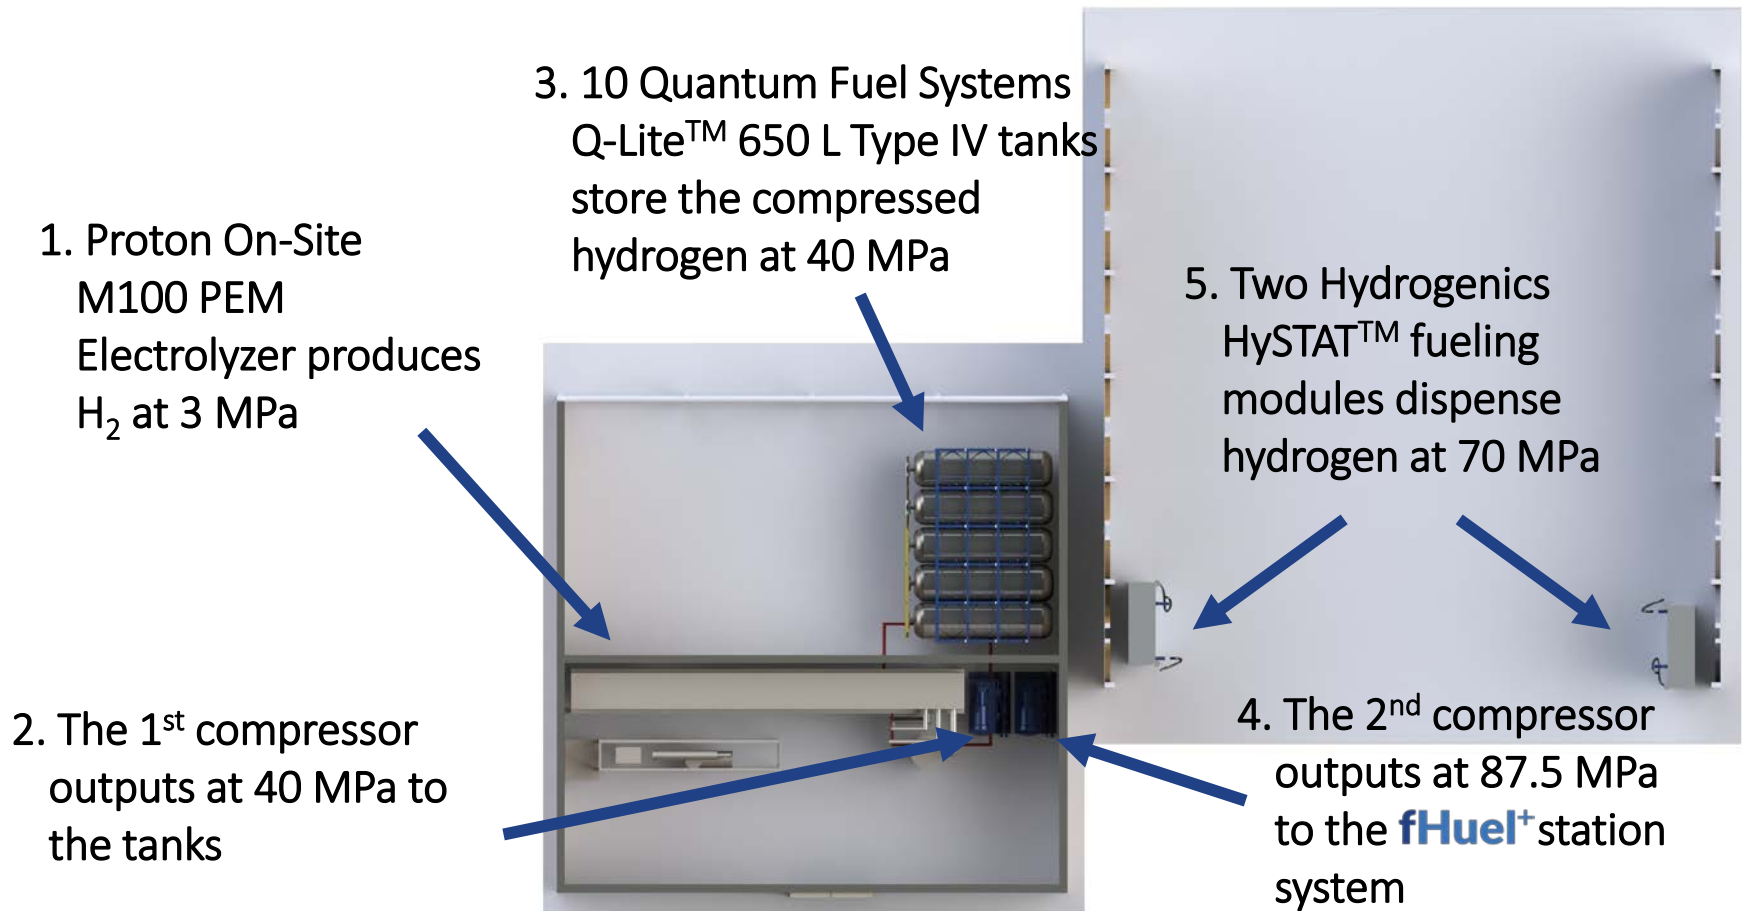 1. Proton On-Site
M100 PEM
Electrolyzer produces
H₂ at 3 MPa
2. The 1ˢᵗ compressor
outputs at 40 MPa to
the tanks
3. 10 Quantum Fuel Systems
Q-Lite™ 650 L Type IV tanks
store the compressed
hydrogen at 40 MPa
4. The 2ⁿᵈ compressor
outputs at 87.5 MPa
to the fHuel⁺ station
system
5. Two Hydrogenics
HySTAT™ fueling
modules dispense
hydrogen at 70 MPa